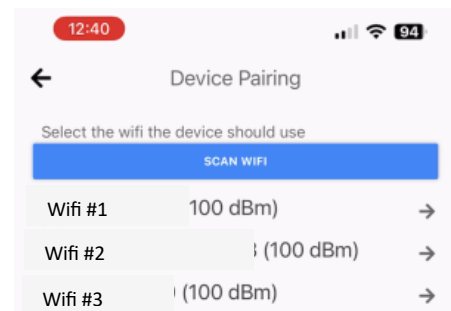 12:40 94
Device Pairing
Select the wifi the device should use
SCAN WIFI
Wifi #1 100 dBm)
Wifi #2 (100 dBm)
Wifi #3 (100 dBm)